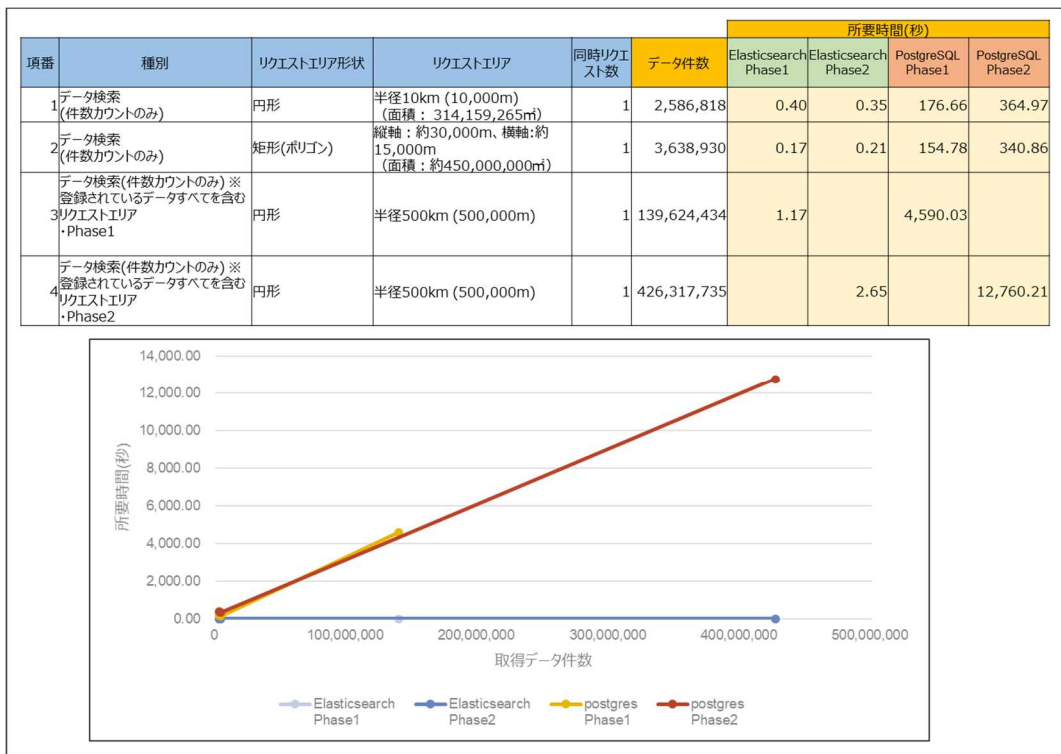 所要時間(秒)
項番 種別 リクエストエリア形状 リクエストエリア 同時リクエスト数 データ件数 Elasticsearch Phase1 Elasticsearch Phase2 PostgreSQL Phase1 PostgreSQL Phase2
1 データ検索
(件数カウントのみ) 円形 半径10km (10,000m)
(面積: 314,159,265㎡) 1 2,586,818 0.40 0.35 176.66 364.97
2 データ検索
(件数カウントのみ) 矩形(ポリゴン) 縦軸：約30,000m、横軸:約
15,000m
(面積：約450,000,000㎡) 1 3,638,930 0.17 0.21 154.78 340.86
3 データ検索(件数カウントのみ) ※
登録されているデータすべてを含む
リクエストエリア
・Phase1 円形 半径500km (500,000m) 1 139,624,434 1.17 4,590.03
4 データ検索(件数カウントのみ) ※
登録されているデータすべてを含む
リクエストエリア
・Phase2 円形 半径500km (500,000m) 1 426,317,735 2.65 12,760.21
14,000.00
12,000.00
10,000.00
8,000.00
6,000.00
4,000.00
2,000.00
0.00
所要時間(秒)
0 100,000,000 200,000,000 300,000,000 400,000,000 500,000,000
取得データ件数
Elasticsearch Phase1
Elasticsearch Phase2
postgres Phase1
postgres Phase2